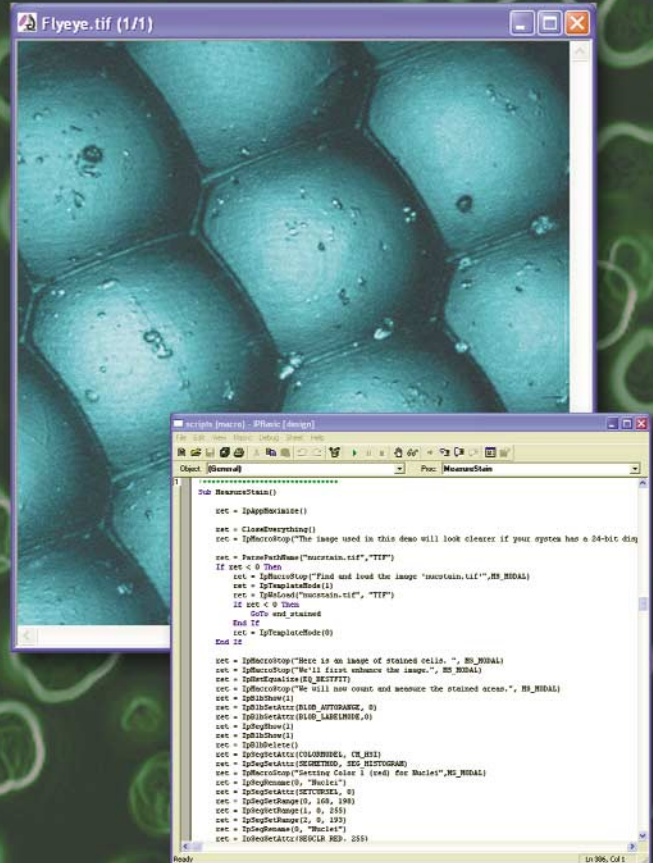 Flyeye.tif (1/1)
scripts (macro) - IPBasic [design]
File Edit View Macro Debug Sheet Help
Object: (General) Proc: MeasureStain
1
'******************************
Sub MeasureStain()
ret = IpAppMaximize()
ret = CloseEverything()
ret = IpMacroStop("The image used in this demo will look clearer if your system has a 24-bit disp
ret = ParsePathName("nucstain.tif","TIF")
If ret < 0 Then
ret = IpMacroStop("Find and load the image 'nucstain.tif'",MS_MODAL)
ret = IpTemplateMode(1)
ret = IpWsLoad("nucstain.tif", "TIF")
If ret < 0 Then
GoTo end_stained
End If
ret = IpTemplateMode(0)
End If
ret = IpMacroStop("Here is an image of stained cells. ", MS_MODAL)
ret = IpMacroStop("We'll first enhance the image.", MS_MODAL)
ret = IpHstEqualize(EQ_BESTFIT)
ret = IpMacroStop("We will now count and measure the stained areas.", MS_MODAL)
ret = IpBlbShow(1)
ret = IpBlbSetAttr(BLOB_AUTORANGE, 0)
ret = IpBlbSetAttr(BLOB_LABELMODE,0)
ret = IpSegShow(1)
ret = IpBlbShow(1)
ret = IpBlbDelete()
ret = IpSegSetAttr(COLORMODEL, CM_HSI)
ret = IpSegSetAttr(SEGMETHOD, SEG_HISTOGRAM)
ret = IpMacroStop("Setting Color 1 (red) for Nuclei",MS_MODAL)
ret = IpSegRename(0, "Nuclei")
ret = IpSegSetAttr(SETCURSEL, 0)
ret = IpSegSetRange(0, 168, 198)
ret = IpSegSetRange(1, 0, 255)
ret = IpSegSetRange(2, 0, 193)
ret = IpSegRename(0, "Nuclei")
ret = IpSegSetAttr(SEGCLR_RED, 255)
Ready Ln 306, Col 1